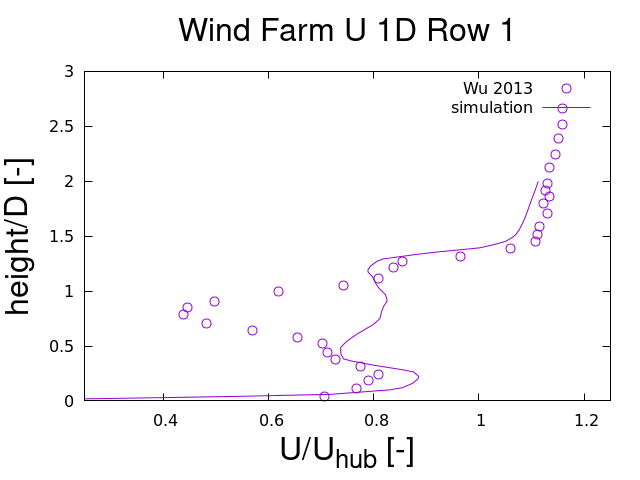 Wind Farm U 1D Row 1
Wu 2013
simulation
height/D [-]
3
2.5
2
1.5
1
0.5
0
0.4 0.6 0.8 1 1.2
U/Uhub [-]